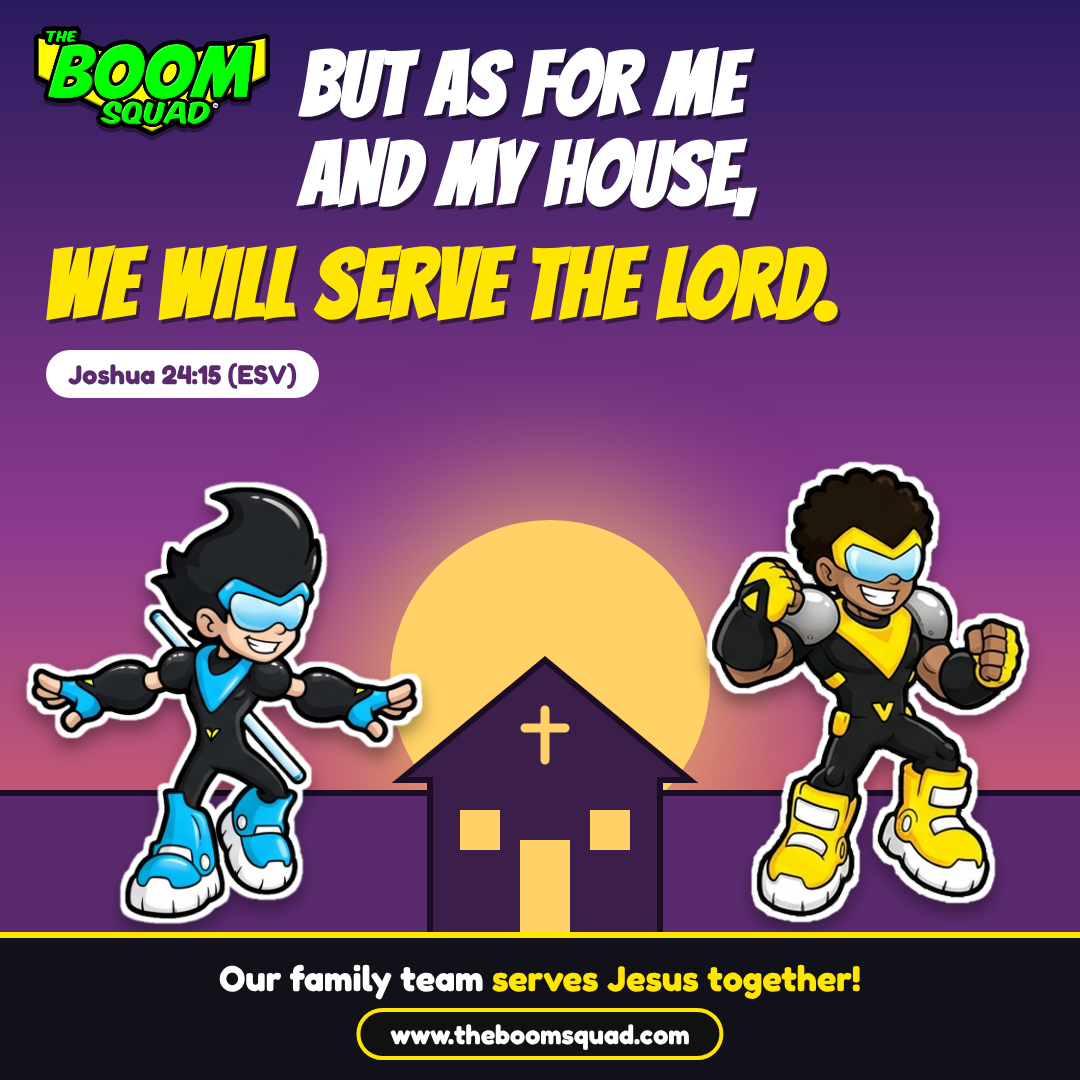 THE
BOOM
SQUAD
BUT AS FOR ME
AND MY HOUSE,
WE WILL SERVE THE LORD.
Joshua 24:15 (ESV)
Our family team serves Jesus together!
www.theboomsquad.com